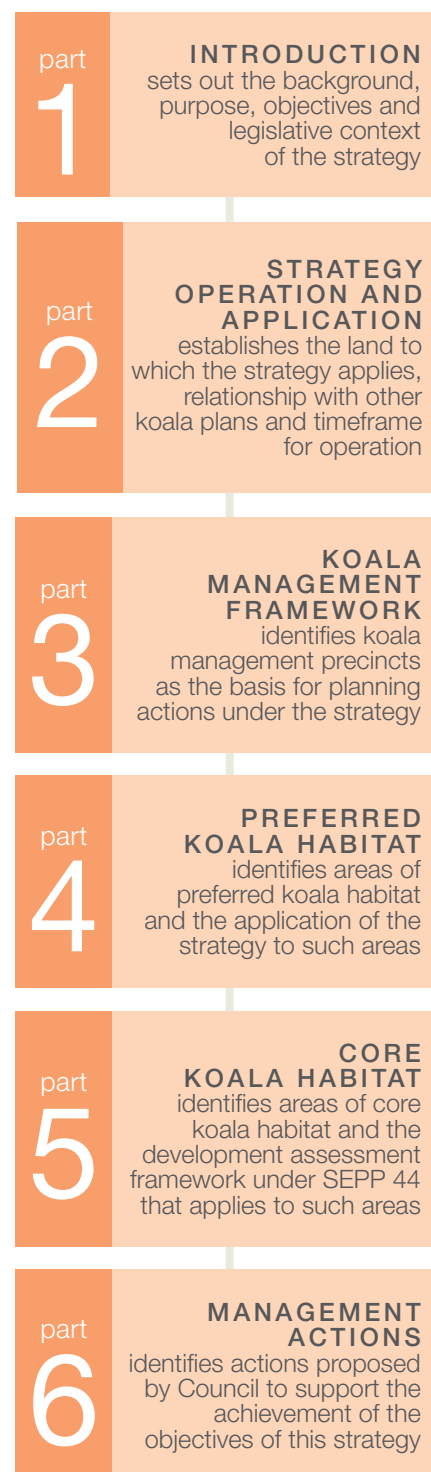 part
1
INTRODUCTION
sets out the background,
purpose, objectives and
legislative context
of the strategy
part
2
STRATEGY
OPERATION AND
APPLICATION
establishes the land to
which the strategy applies,
relationship with other
koala plans and timeframe
for operation
part
3
KOALA
MANAGEMENT
FRAMEWORK
identifies koala
management precincts
as the basis for planning
actions under the strategy
part
4
PREFERRED
KOALA HABITAT
identifies areas of
preferred koala habitat
and the application of the
strategy to such areas
part
5
CORE
KOALA HABITAT
identifies areas of core
koala habitat and the
development assessment
framework under SEPP 44
that applies to such areas
part
6
MANAGEMENT
ACTIONS
identifies actions proposed
by Council to support the
achievement of the
objectives of this strategy